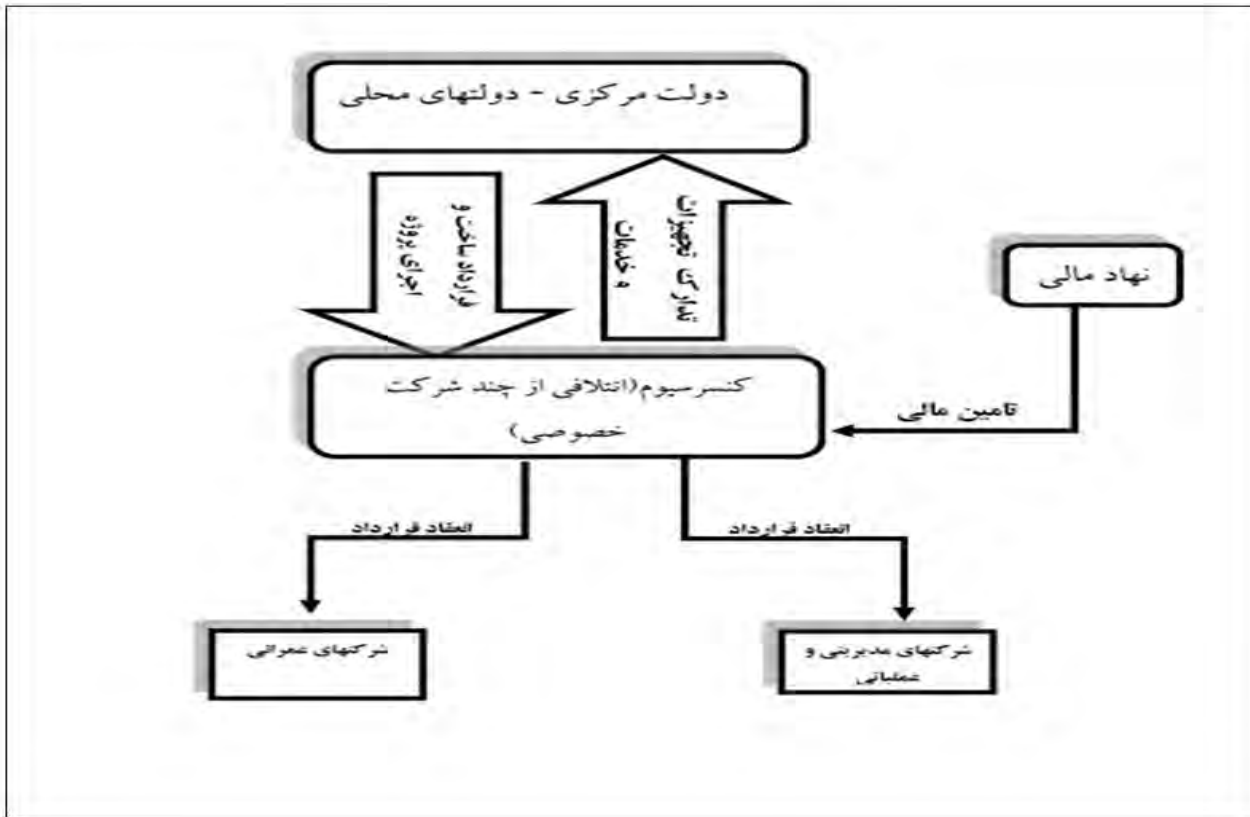 دولت مرکزی - دولتهای محلی
قرارداد ساخت و
اجرای پروژه
تدارک تجهیزات
و خدمات
نهاد مالی
کنسرسیوم(ائتلافی از چند شرکت
خصوصی)
تامین مالی
انعقاد قرارداد
انعقاد قرارداد
شرکتهای عمرانی
شرکتهای مدیریتی و
عملیاتی